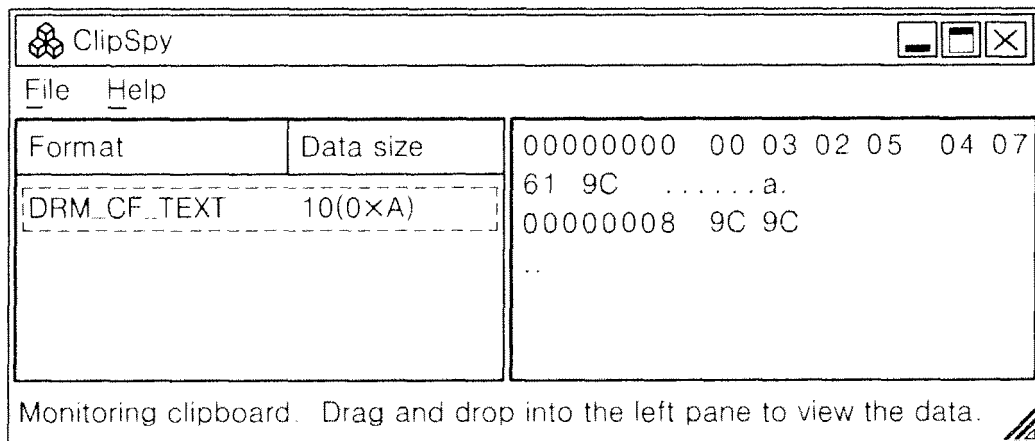 ClipSpy
File Help
Format Data size
DRM_CF_TEXT 10(0×A)
00000000 00 03 02 05 04 07
61 9C ......a.
00000008 9C 9C
..
Monitoring clipboard. Drag and drop into the left pane to view the data.